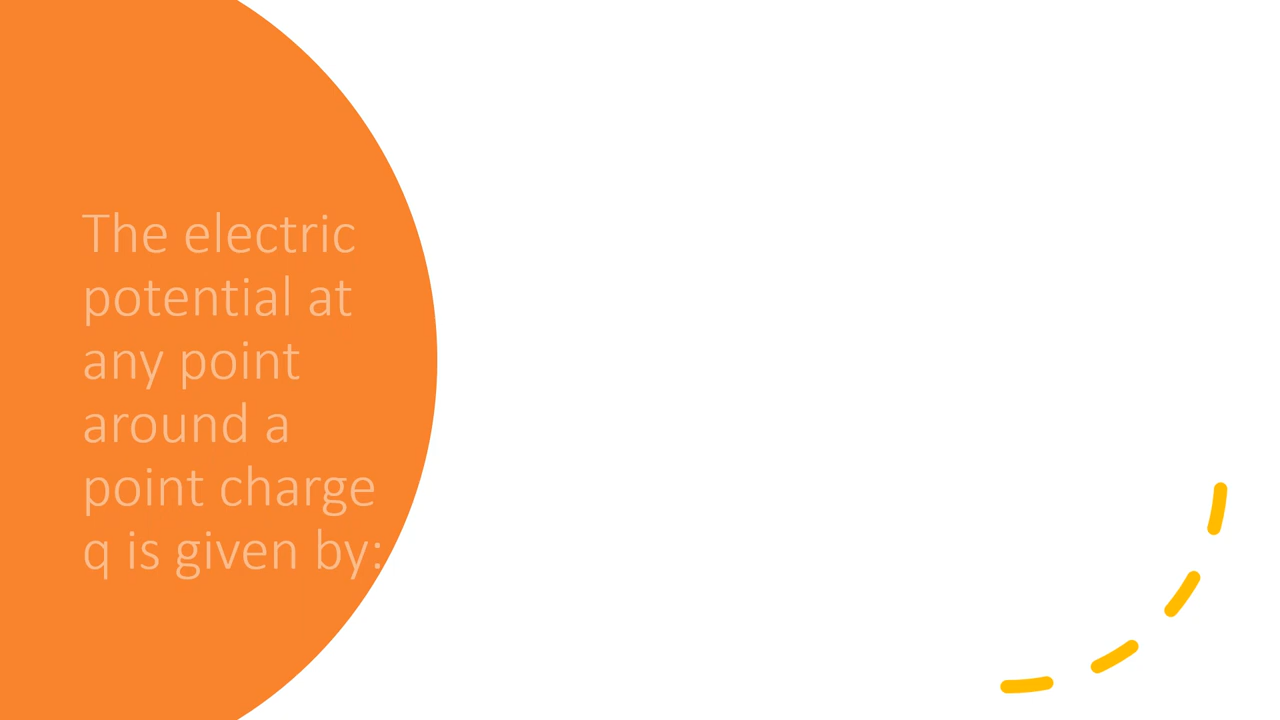 The electric
potential at
any point
around a
point charge
q is given by: